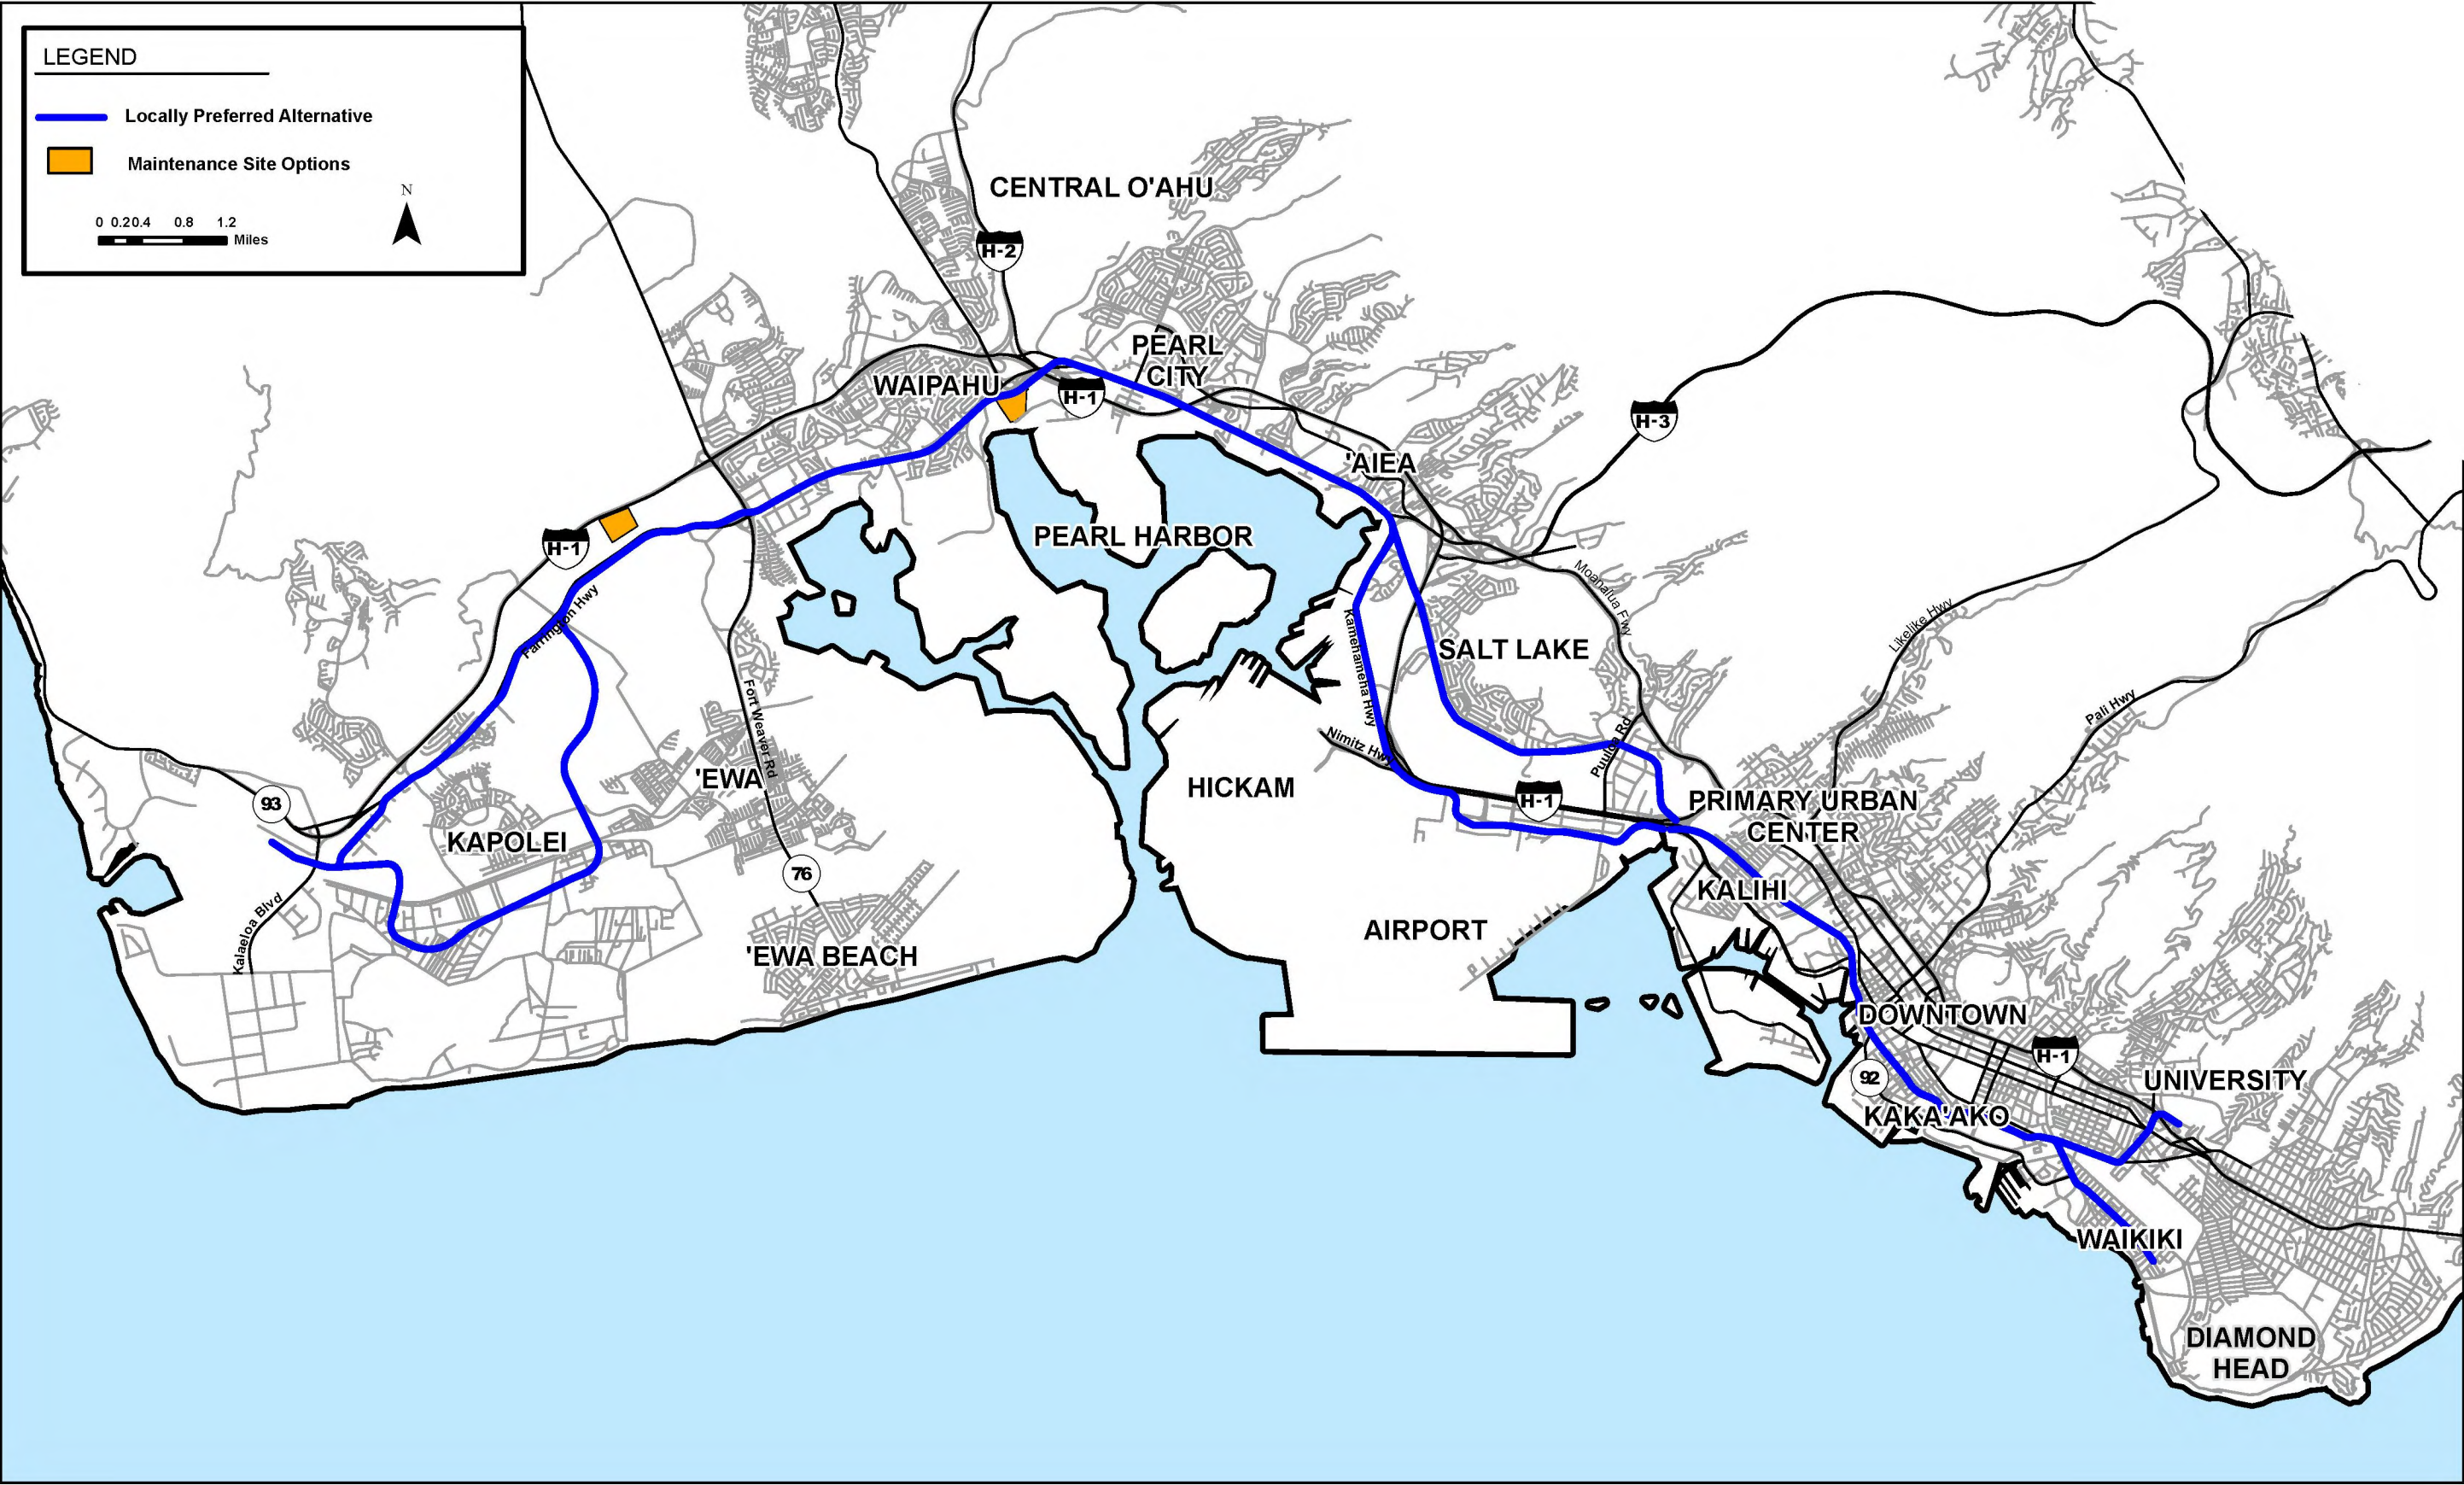 LEGEND
Locally Preferred Alternative
Maintenance Site Options
N
0 0.2 0.4 0.8 1.2
Miles
CENTRAL O'AHU
H-2
PEARL
CITY
WAIPAHU
H-1
H-3
'AIEA
PEARL HARBOR
H-1
Moanalua Fwy
Farrington Hwy
Likelike Hwy
Kamehameha Hwy
SALT LAKE
Fort Weaver Rd
Pali Hwy
Nimitz Hwy
Puuloa Rd
'EWA
HICKAM
H-1
93
PRIMARY URBAN
CENTER
KAPOLEI
76
KALIHI
Kalaeloa Blvd
AIRPORT
'EWA BEACH
DOWNTOWN
H-1
92
UNIVERSITY
KAKA'AKO
WAIKIKI
DIAMOND
HEAD